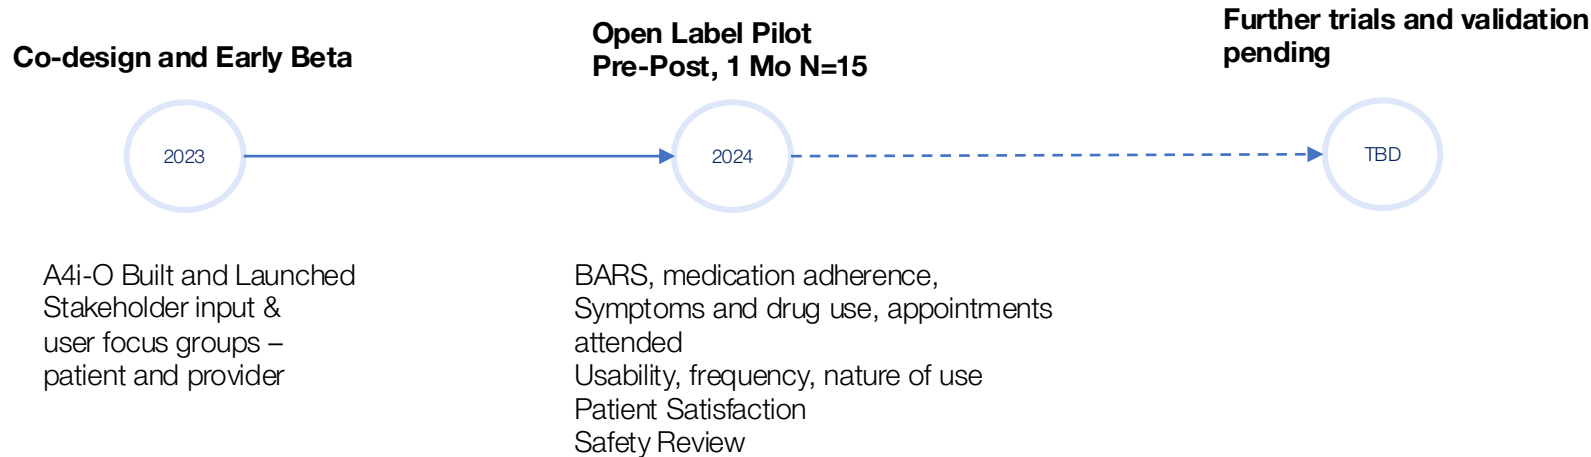 Co-design and Early Beta
Open Label Pilot
Pre-Post, 1 Mo N=15
Further trials and validation
pending
2023
2024
TBD
A4i-O Built and Launched
Stakeholder input &
user focus groups –
patient and provider
BARS, medication adherence,
Symptoms and drug use, appointments
attended
Usability, frequency, nature of use
Patient Satisfaction
Safety Review